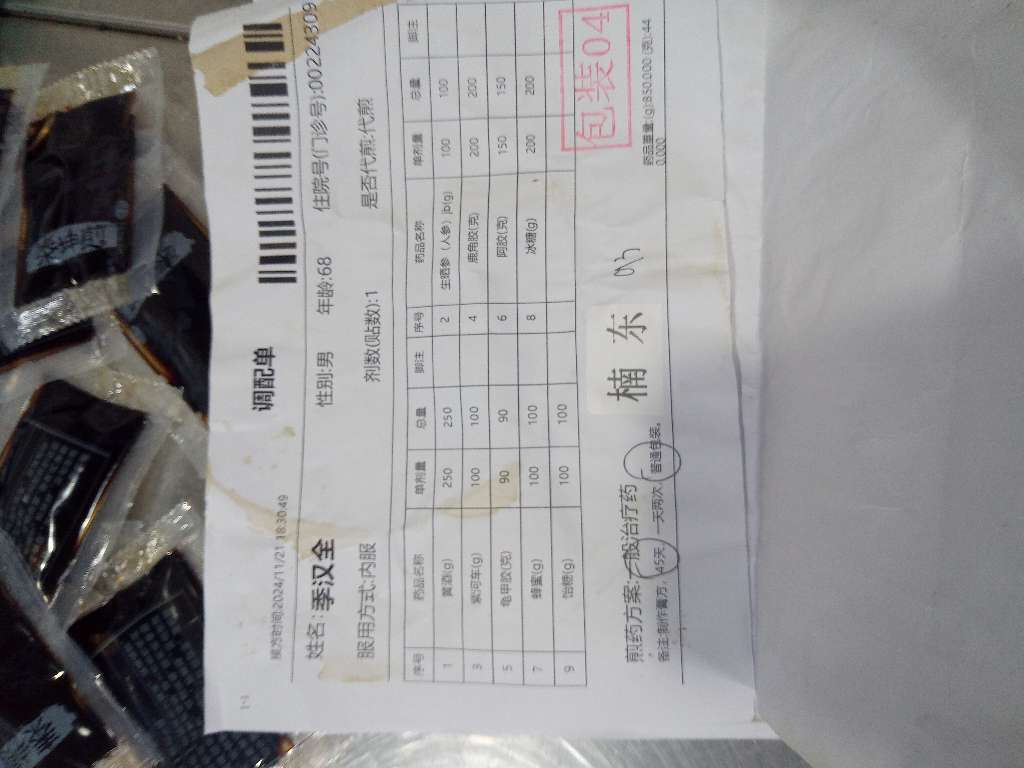 1-1
调配单
接方时间:2024/11/21 16:30:49
姓名: 季汉全 性别:男 年龄:68 住院号(门诊号):00224309
服用方式:内服 剂数(贴数):1 是否代煎:代煎
序号 药品名称 单剂量 总量 脚注 序号 药品名称 单剂量 总量 脚注
1 黄酒(g) 250 250 2 生晒参（人参）jb(g) 100 100
3 紫河车(g) 100 100 4 鹿角胶(克) 200 200
5 龟甲胶(克) 90 90 6 阿胶(克) 150 150
7 蜂蜜(g) 100 100 8 冰糖(g) 200 200
9 饴糖(g) 100 100
包装04
煎药方案:一般治疗药
楠东
药品重量:(g):850.000 (克):44
0.000
备注:制作膏方，45天，一天两次，普通包装。